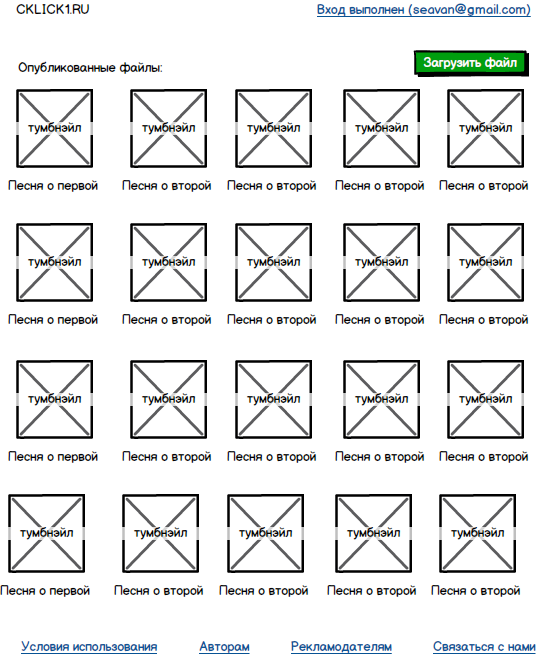 CKLICK1.RU Вход выполнен (seavan@gmail.com)
Опубликованные файлы: Загрузить файл
тумбнэйл тумбнэйл тумбнэйл тумбнэйл тумбнэйл
Песня о первой Песня о второй Песня о второй Песня о второй Песня о второй
тумбнэйл тумбнэйл тумбнэйл тумбнэйл тумбнэйл
Песня о первой Песня о второй Песня о второй Песня о второй Песня о второй
тумбнэйл тумбнэйл тумбнэйл тумбнэйл тумбнэйл
Песня о первой Песня о второй Песня о второй Песня о второй Песня о второй
тумбнэйл тумбнэйл тумбнэйл тумбнэйл тумбнэйл
Песня о первой Песня о второй Песня о второй Песня о второй Песня о второй
Условия использования Авторам Рекламодателям Связаться с нами